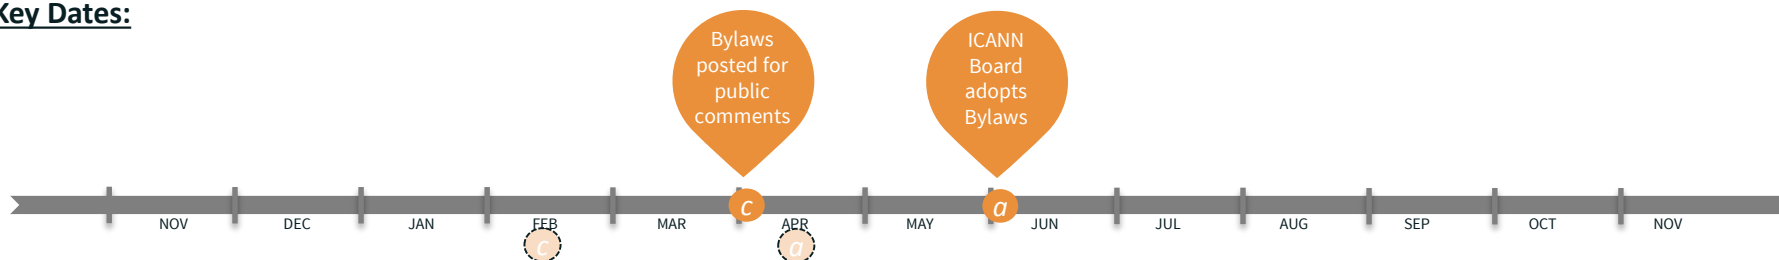 Key Dates:
Bylaws
posted for
public
comments
ICANN
Board
adopts
Bylaws
c
a
NOV DEC JAN FEB MAR APR MAY JUN JUL AUG SEP OCT NOV
c
a